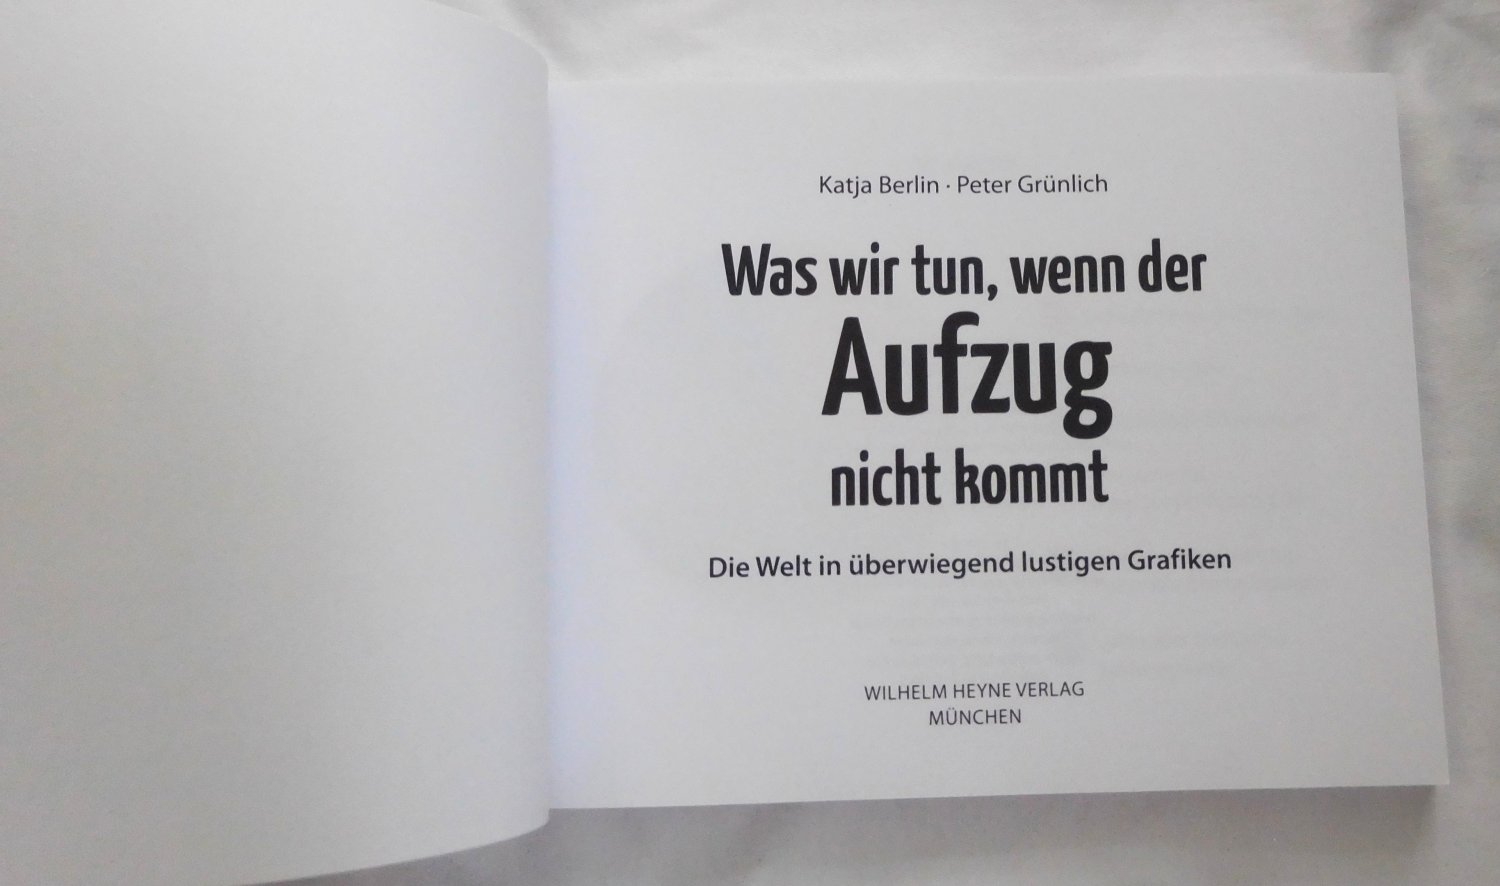 Katja Berlin · Peter Grünlich
Was wir tun, wenn der
Aufzug
nicht kommt
Die Welt in überwiegend lustigen Grafiken
WILHELM HEYNE VERLAG
MÜNCHEN